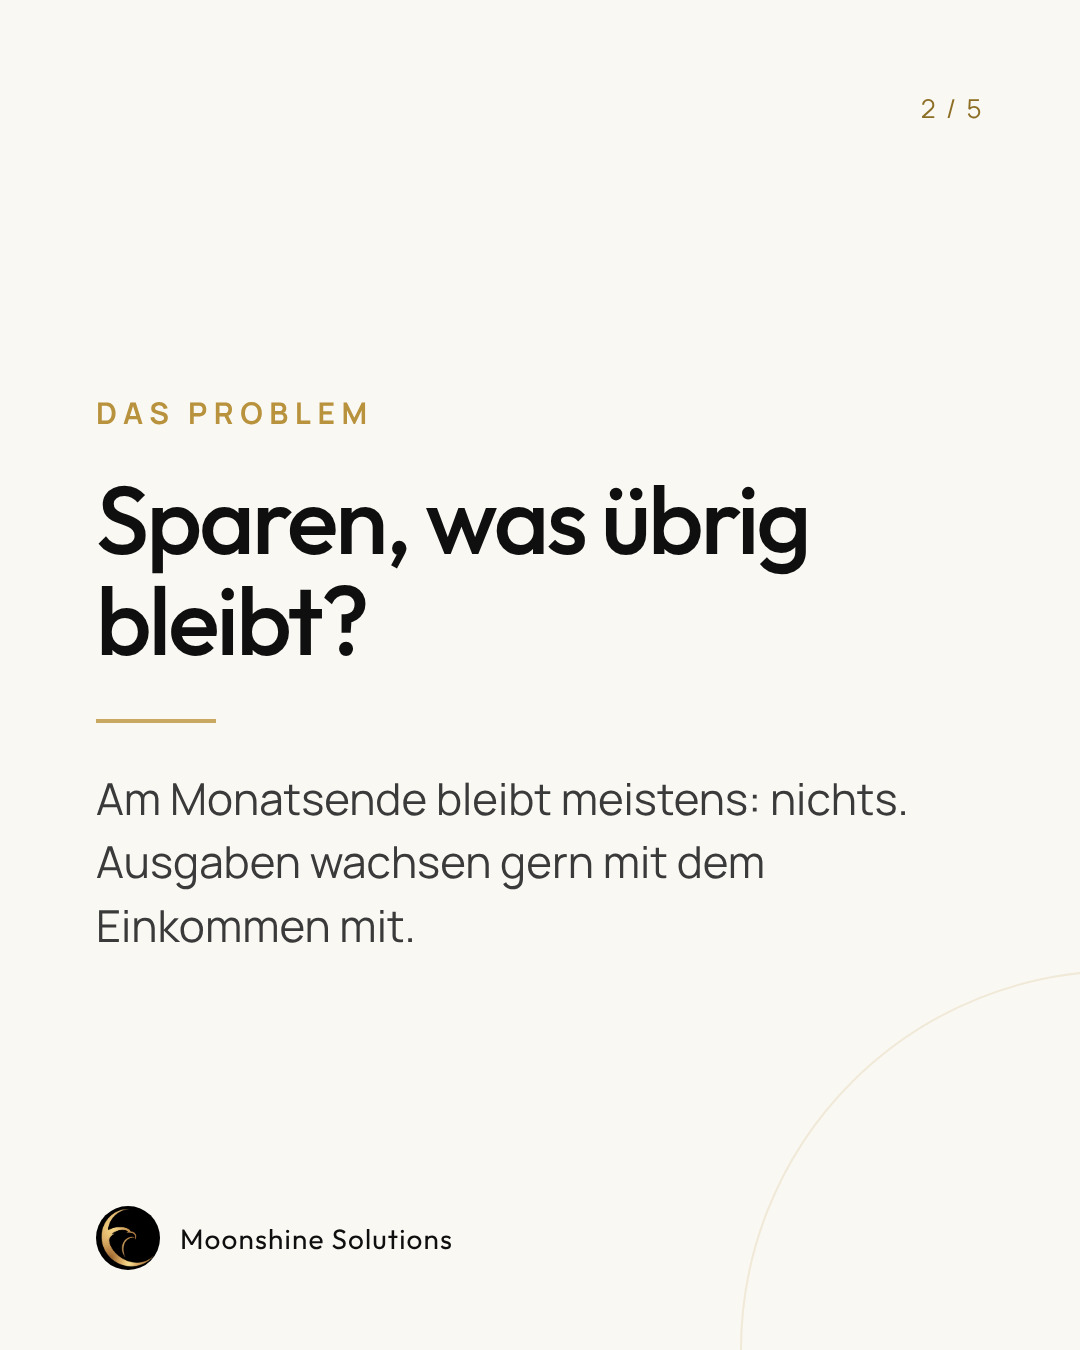 2 / 5
DAS PROBLEM
Sparen, was übrig
bleibt?
Am Monatsende bleibt meistens: nichts.
Ausgaben wachsen gern mit dem
Einkommen mit.
Moonshine Solutions